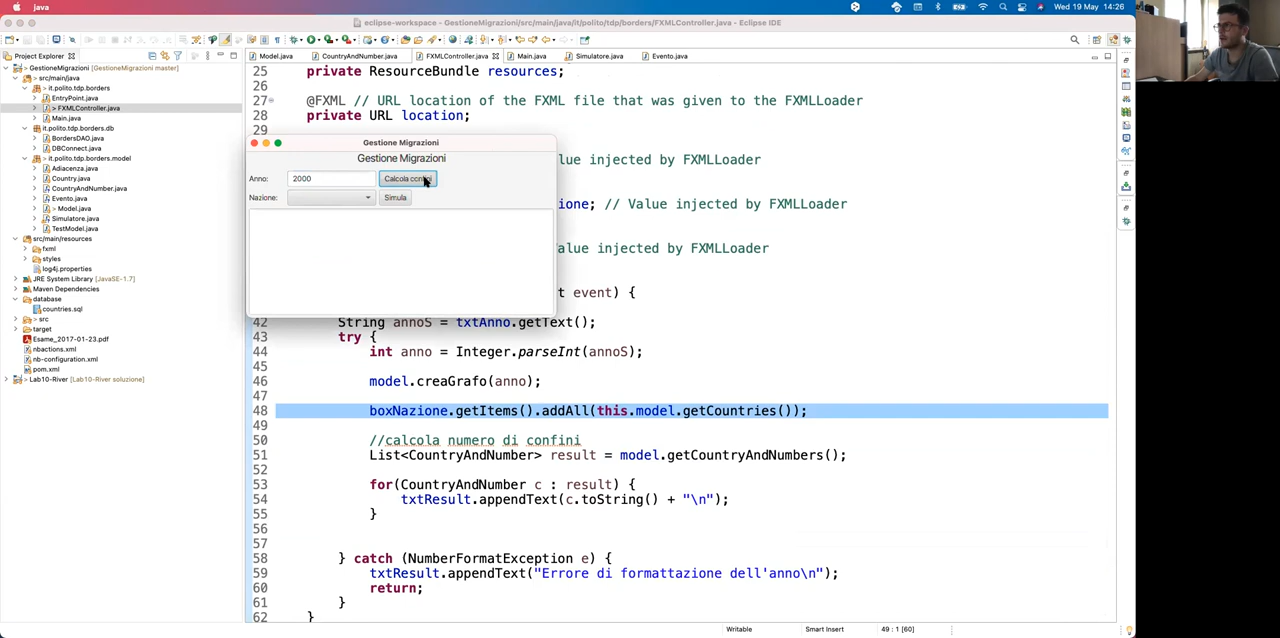 java
Wed 19 May 14:26
eclipse-workspace - GestioneMigrazioni/src/main/java/it/polito/tdp/borders/FXMLController.java - Eclipse IDE
Project Explorer
Model.java
CountryAndNumber.java
FXMLController.java
Main.java
Simulatore.java
Evento.java
GestioneMigrazioni [GestioneMigrazioni master]
src/main/java
it.polito.tdp.borders
EntryPoint.java
> FXMLController.java
Main.java
it.polito.tdp.borders.db
BordersDAO.java
DBConnect.java
it.polito.tdp.borders.model
Adiacenza.java
Country.java
CountryAndNumber.java
Evento.java
> Model.java
Simulatore.java
TestModel.java
src/main/resources
fxml
styles
log4j.properties
JRE System Library [JavaSE-1.7]
Maven Dependencies
database
countries.sql
> src
target
Esame_2017-01-23.pdf
nbactions.xml
nb-configuration.xml
pom.xml
> Lab10-River [Lab10-River soluzione]
25 private ResourceBundle resources;
26
27 @FXML // URL location of the FXML file that was given to the FXMLLoader
28 private URL location;
29
Gestione Migrazioni
Gestione Migrazioni
Anno: 2000 Calcola confini
Nazione: Simula
alue injected by FXMLLoader
ione; // Value injected by FXMLLoader
alue injected by FXMLLoader
t event) {
42 String annoS = txtAnno.getText();
43 try {
44 int anno = Integer.parseInt(annoS);
45
46 model.creaGrafo(anno);
47
48 boxNazione.getItems().addAll(this.model.getCountries());
49
50 //calcola numero di confini
51 List<CountryAndNumber> result = model.getCountryAndNumbers();
52
53 for(CountryAndNumber c : result) {
54 txtResult.appendText(c.toString() + "\n");
55 }
56
57
58 } catch (NumberFormatException e) {
59 txtResult.appendText("Errore di formattazione dell'anno\n");
60 return;
61 }
62 }
Writable
Smart Insert
49 : 1 [60]